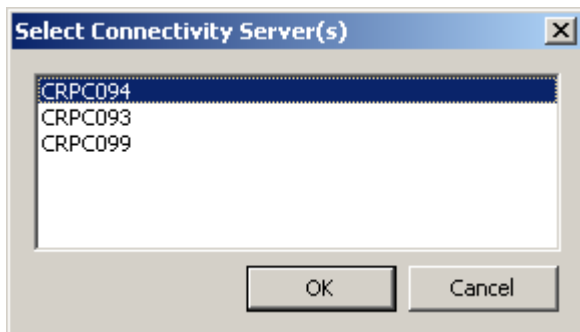 Select Connectivity Server(s)
CRPC094
CRPC093
CRPC099
OK
Cancel